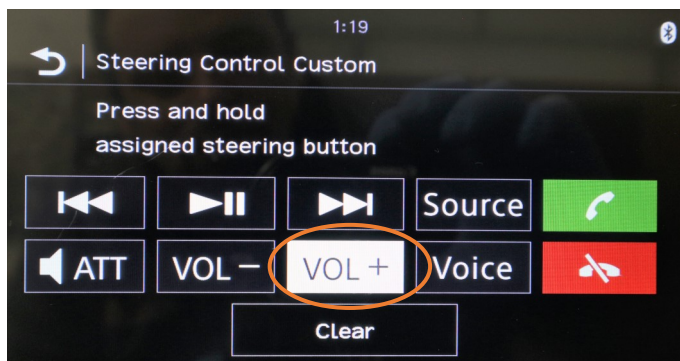 1:19
Steering Control Custom
Press and hold
assigned steering button
Source
ATT VOL − VOL + Voice
Clear